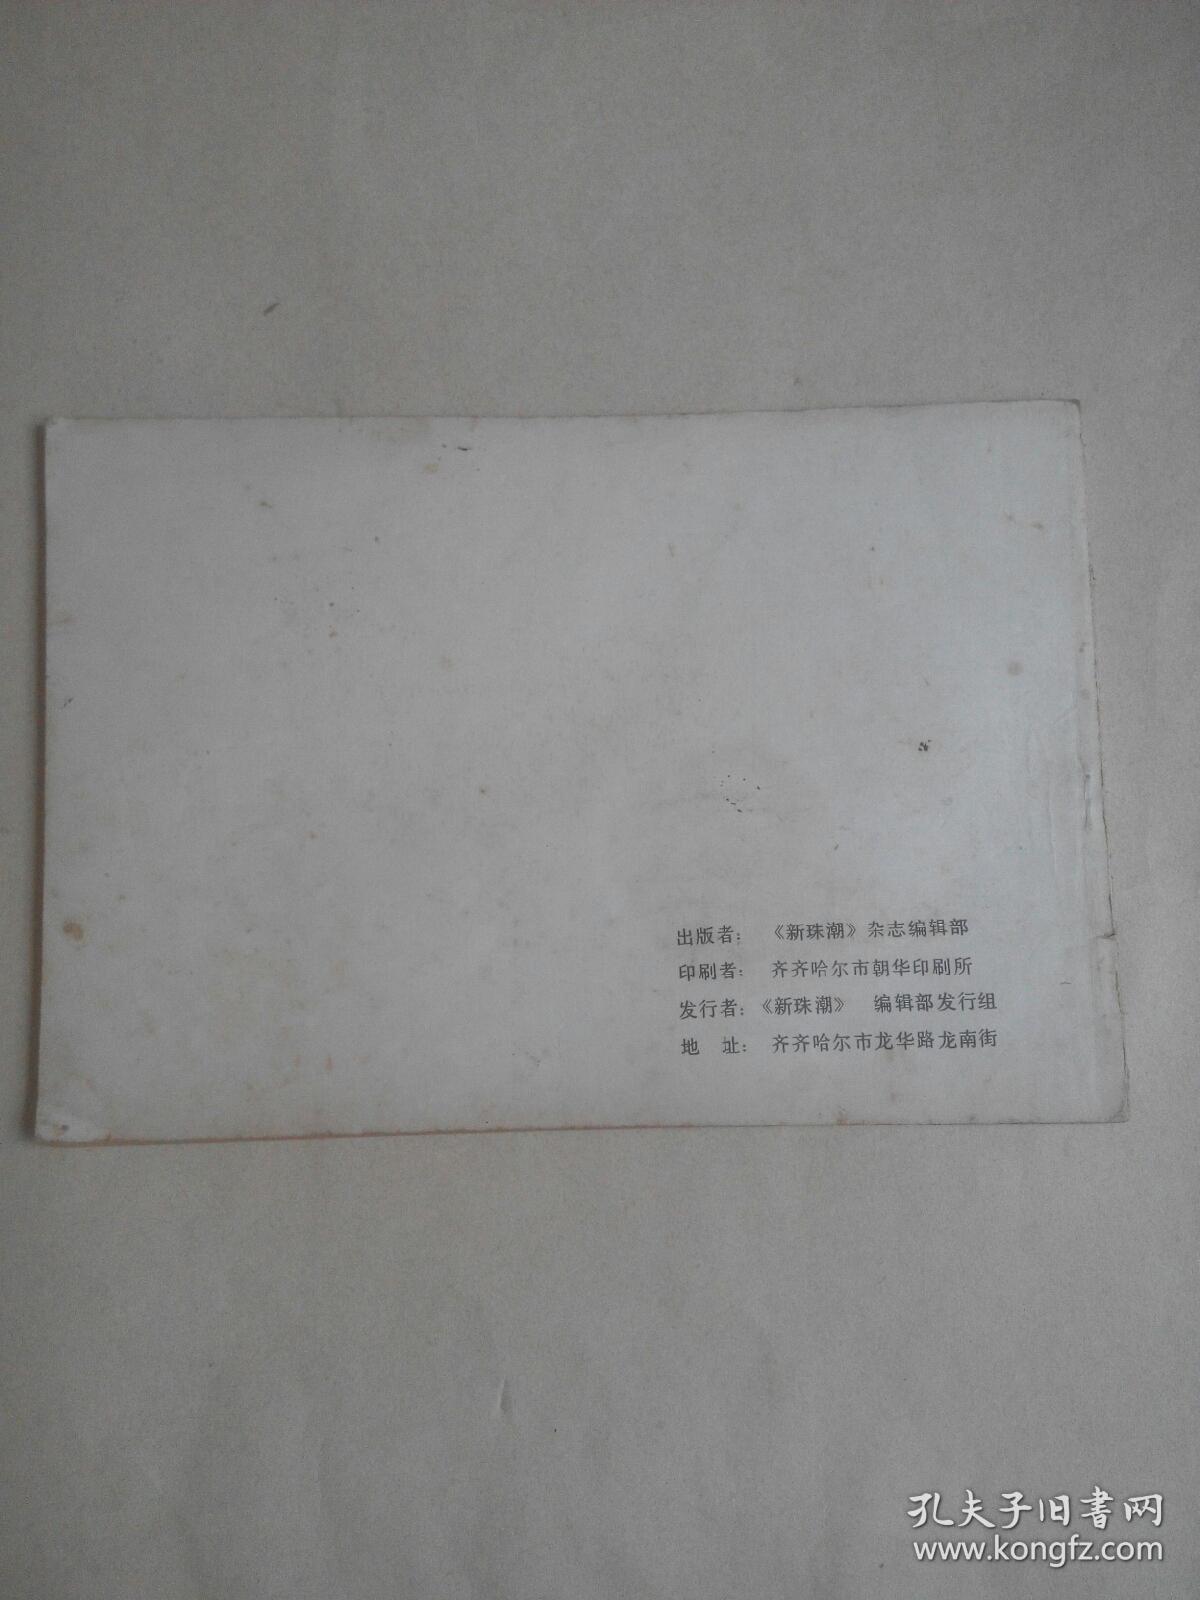 出版者： 《新珠潮》杂志编辑部
印刷者： 齐齐哈尔市朝华印刷所
发行者：《新珠潮》 编辑部发行组
地 址： 齐齐哈尔市龙华路龙南街
孔夫子旧书网
www.kongfz.com